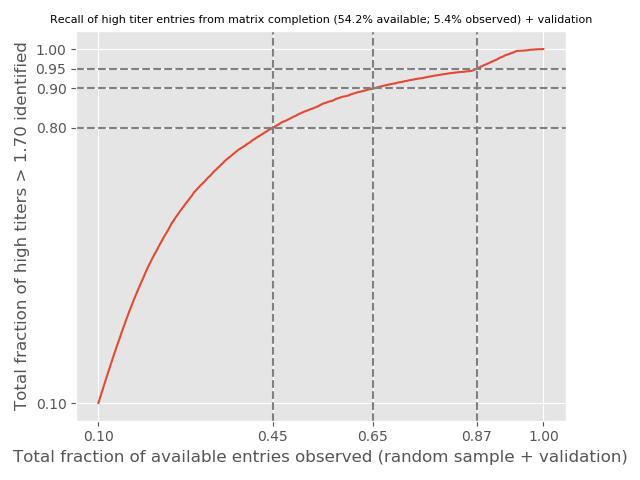 Recall of high titer entries from matrix completion (54.2% available; 5.4% observed) + validation
Total fraction of high titers > 1.70 identified
1.00
0.95
0.90
0.80
0.10
0.10 0.45 0.65 0.87 1.00
Total fraction of available entries observed (random sample + validation)